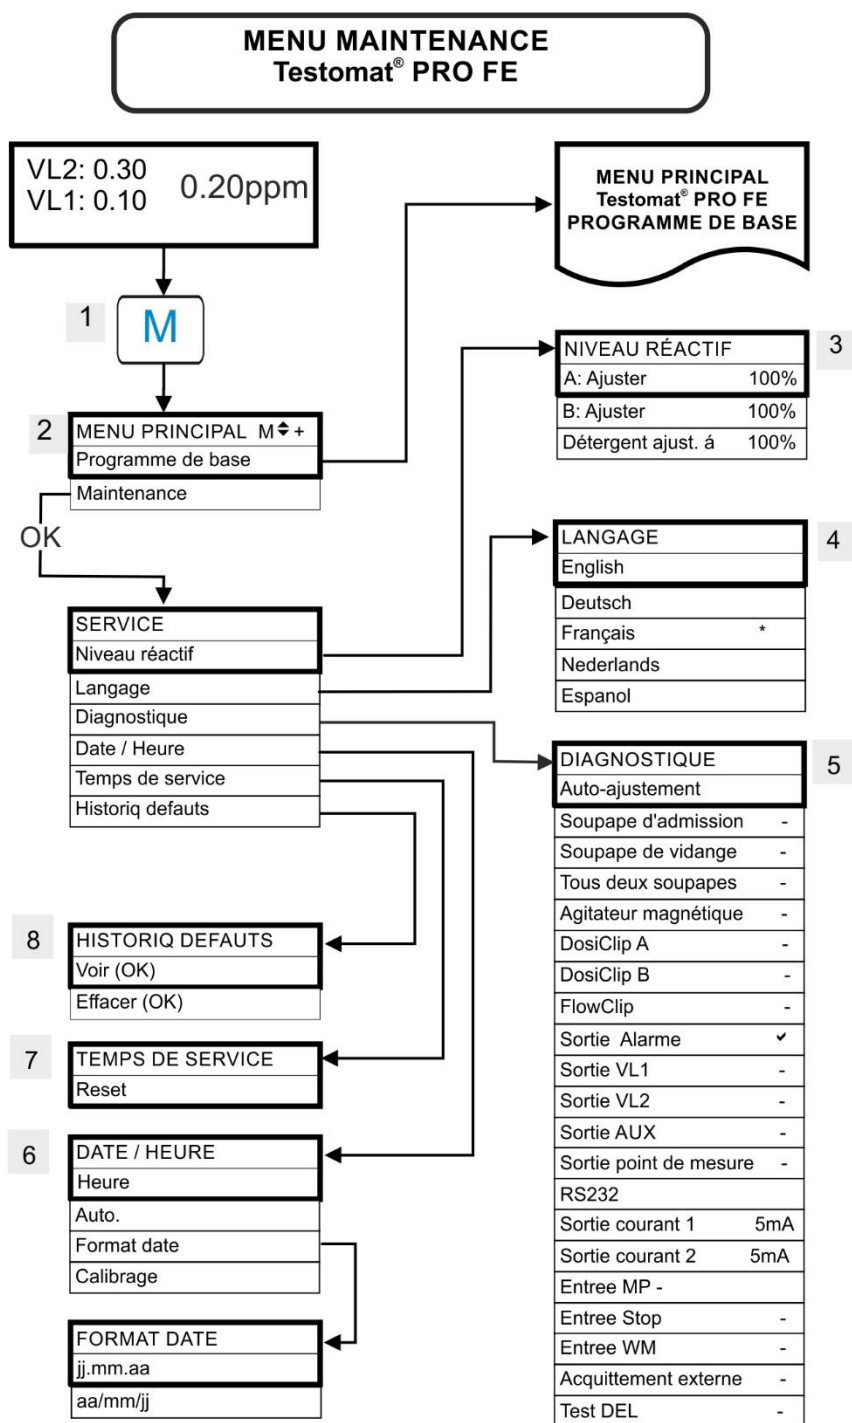 MENU MAINTENANCE
Testomat® PRO FE
VL2: 0.30
VL1: 0.10
0.20ppm
MENU PRINCIPAL
Testomat® PRO FE
PROGRAMME DE BASE
1
M
2
MENU PRINCIPAL M+
Programme de base
Maintenance
OK
SERVICE
Niveau réactif
Langage
Diagnostique
Date / Heure
Temps de service
Historiq defauts
3
NIVEAU RÉACTIF
A: Ajuster 100%
B: Ajuster 100%
Détergent ajust. á 100%
4
LANGAGE
English
Deutsch
Français *
Nederlands
Espanol
5
DIAGNOSTIQUE
Auto-ajustement
Soupape d'admission -
Soupape de vidange -
Tous deux soupapes -
Agitateur magnétique -
DosiClip A -
DosiClip B -
FlowClip -
Sortie Alarme ✓
Sortie VL1 -
Sortie VL2 -
Sortie AUX -
Sortie point de mesure -
RS232
Sortie courant 1 5mA
Sortie courant 2 5mA
Entree MP -
Entree Stop -
Entree WM -
Acquittement externe -
Test DEL -
8
HISTORIQ DEFAUTS
Voir (OK)
Effacer (OK)
7
TEMPS DE SERVICE
Reset
6
DATE / HEURE
Heure
Auto.
Format date
Calibrage
FORMAT DATE
jj.mm.aa
aa/mm/jj